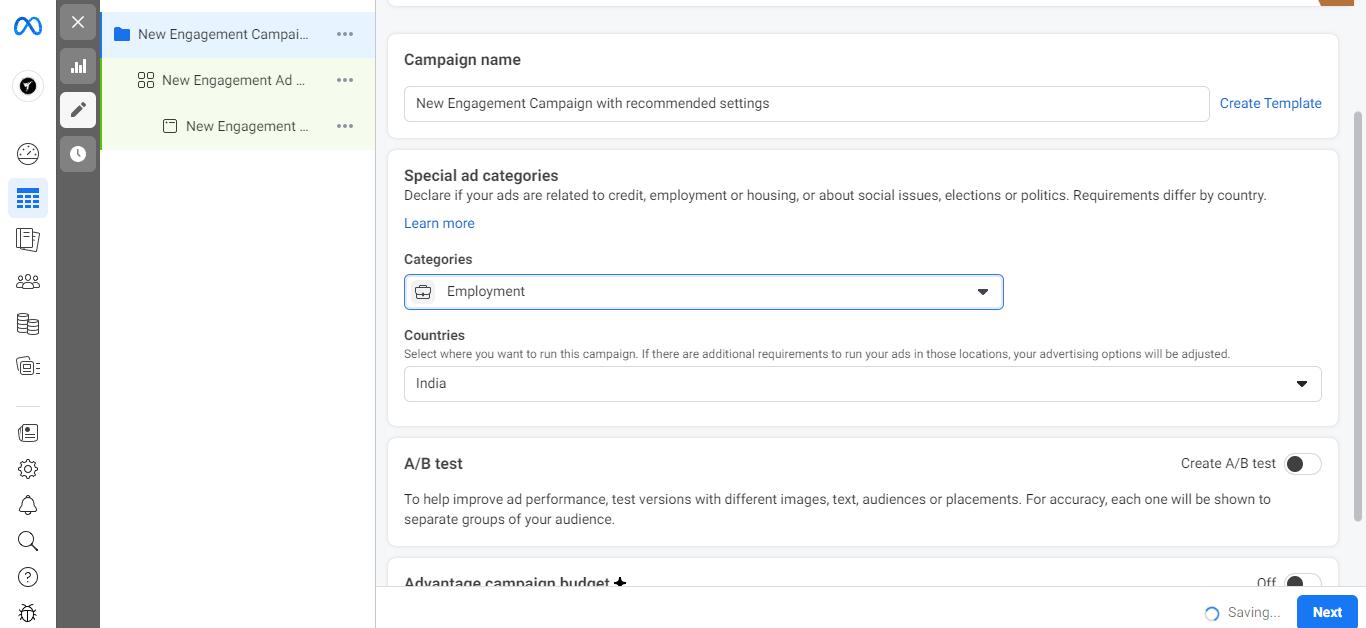 New Engagement Campai...
New Engagement Ad ...
New Engagement ...
Campaign name
New Engagement Campaign with recommended settings
Create Template
Special ad categories
Declare if your ads are related to credit, employment or housing, or about social issues, elections or politics. Requirements differ by country.
Learn more
Categories
Employment
Countries
Select where you want to run this campaign. If there are additional requirements to run your ads in those locations, your advertising options will be adjusted.
India
A/B test
Create A/B test
To help improve ad performance, test versions with different images, text, audiences or placements. For accuracy, each one will be shown to
separate groups of your audience.
Advantage campaign budget
Off
Saving...
Next